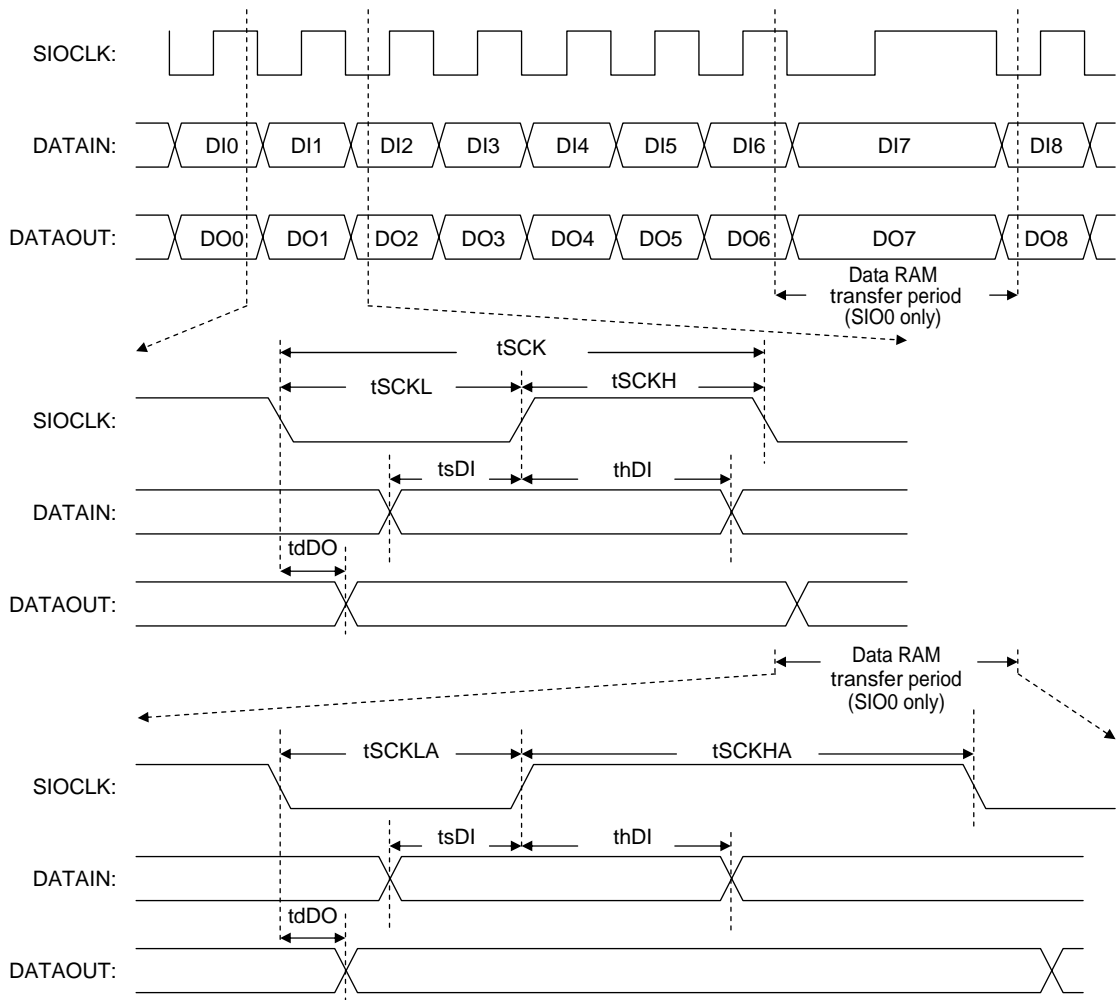 SIOCLK:
DATAIN: DI0 DI1 DI2 DI3 DI4 DI5 DI6 DI7 DI8
DATAOUT: DO0 DO1 DO2 DO3 DO4 DO5 DO6 DO7 DO8
Data RAM
transfer period
(SIO0 only)
tSCK
tSCKL tSCKH
SIOCLK:
tsDI thDI
DATAIN:
tdDO
DATAOUT:
Data RAM
transfer period
(SIO0 only)
tSCKLA tSCKHA
SIOCLK:
tsDI thDI
DATAIN:
tdDO
DATAOUT: